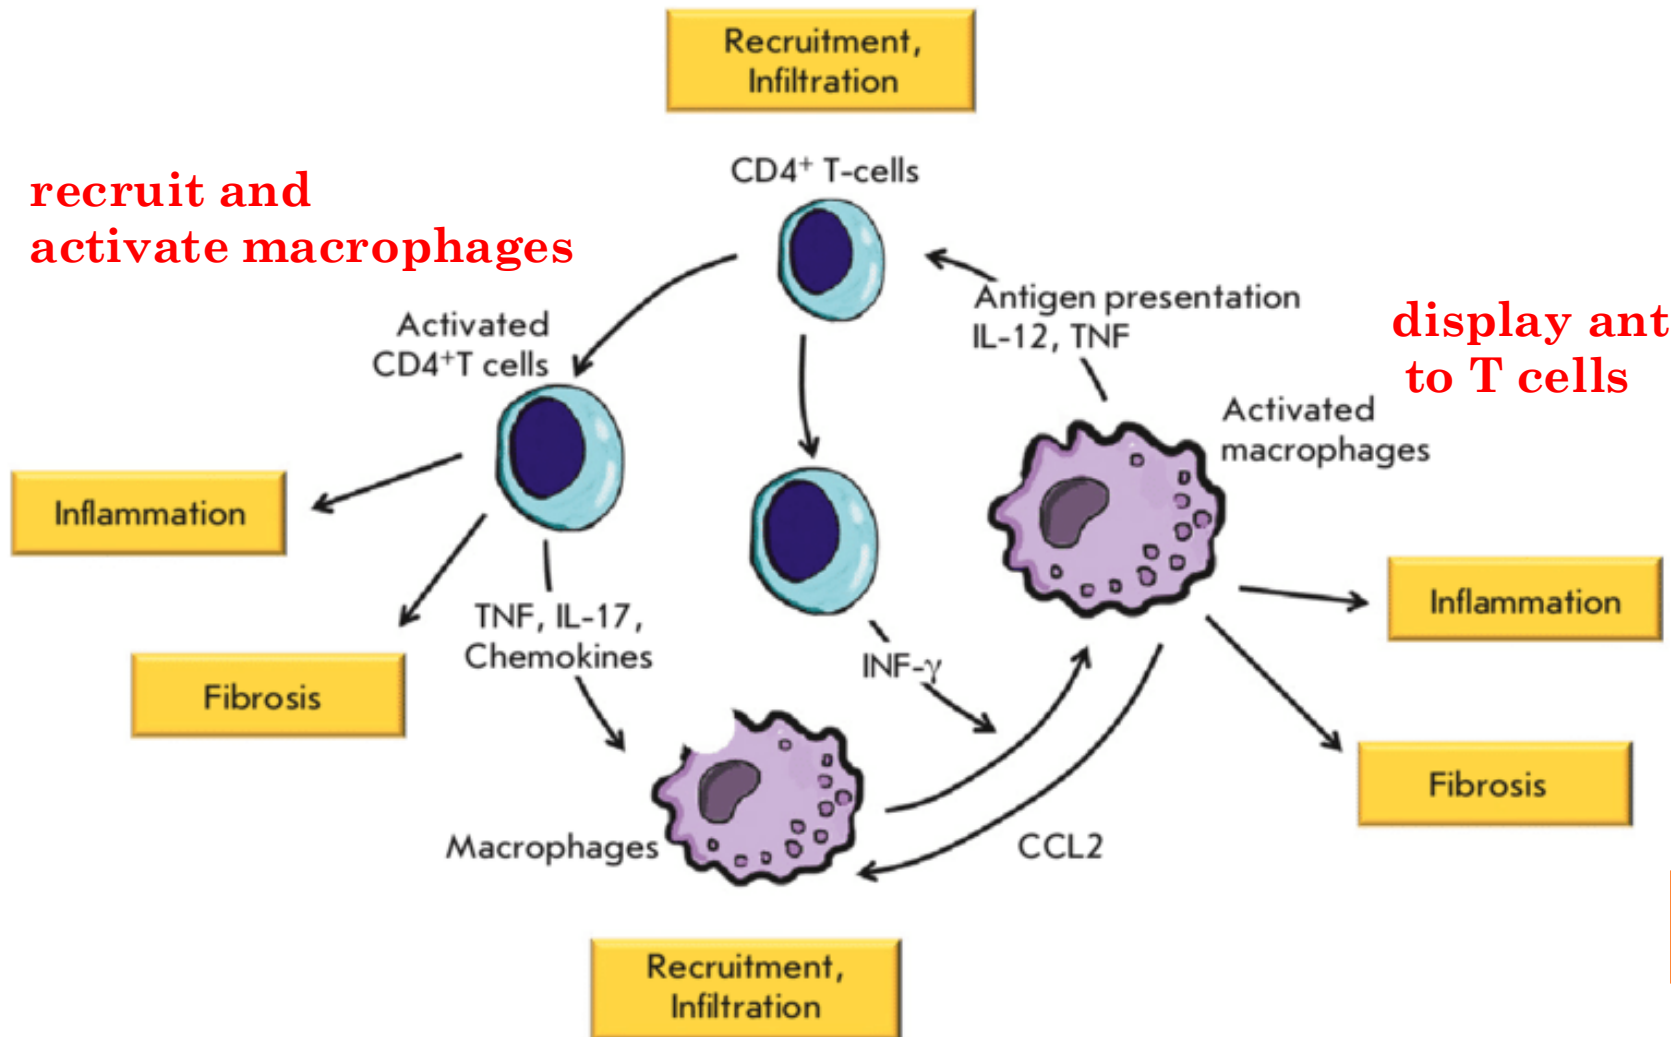 Recruitment,
Infiltration
CD4⁺ T-cells
recruit and
activate macrophages
Antigen presentation
IL-12, TNF
display ant
to T cells
Activated
CD4⁺T cells
Activated
macrophages
Inflammation
TNF, IL-17,
Chemokines
Fibrosis
INF-γ
Inflammation
Fibrosis
Macrophages
CCL2
Recruitment,
Infiltration